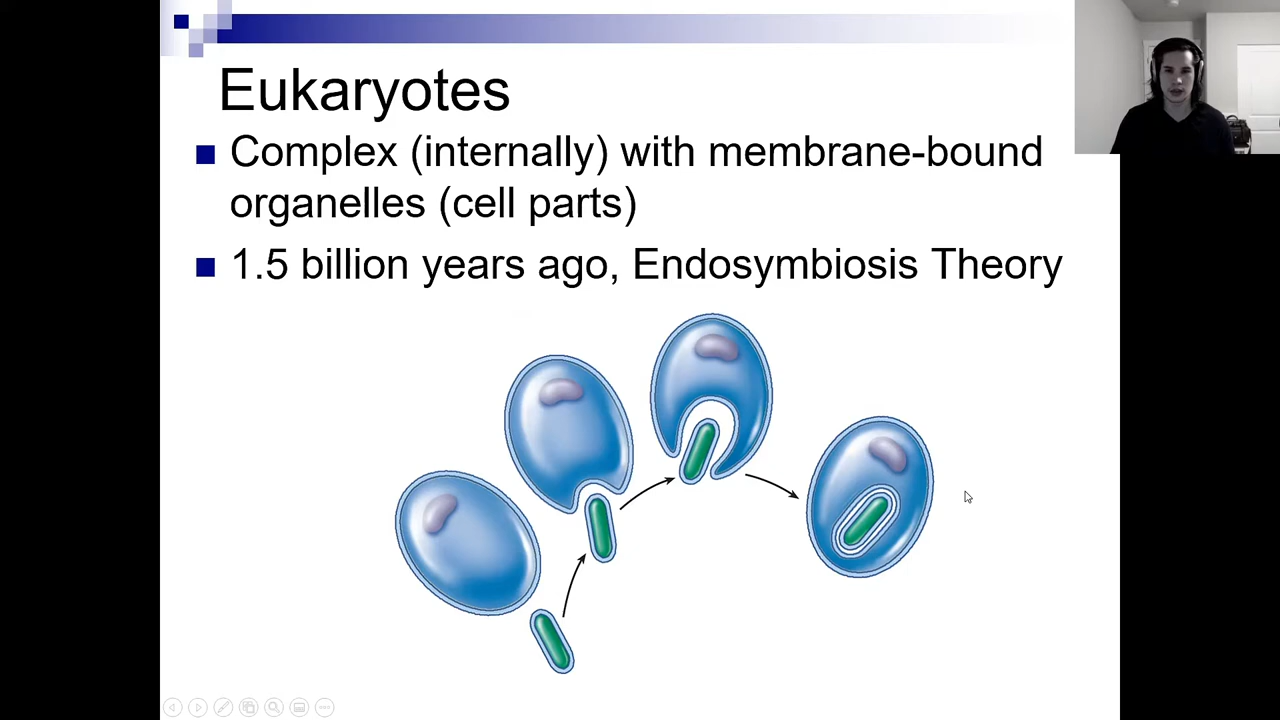 Eukaryotes
Complex (internally) with membrane-bound
organelles (cell parts)
1.5 billion years ago, Endosymbiosis Theory